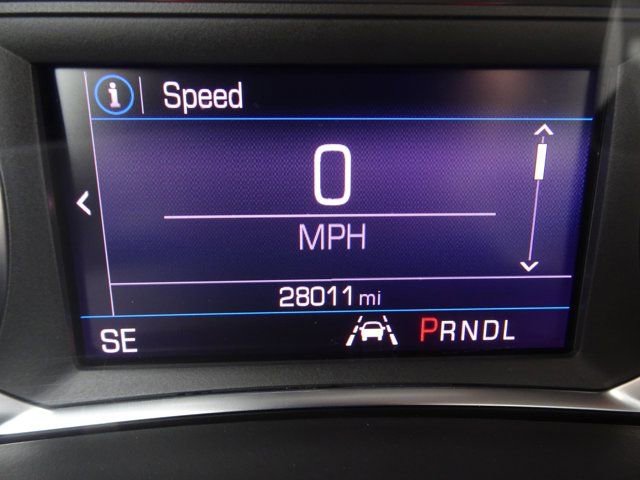 i Speed
0
MPH
28011 mi
SE PRNDL